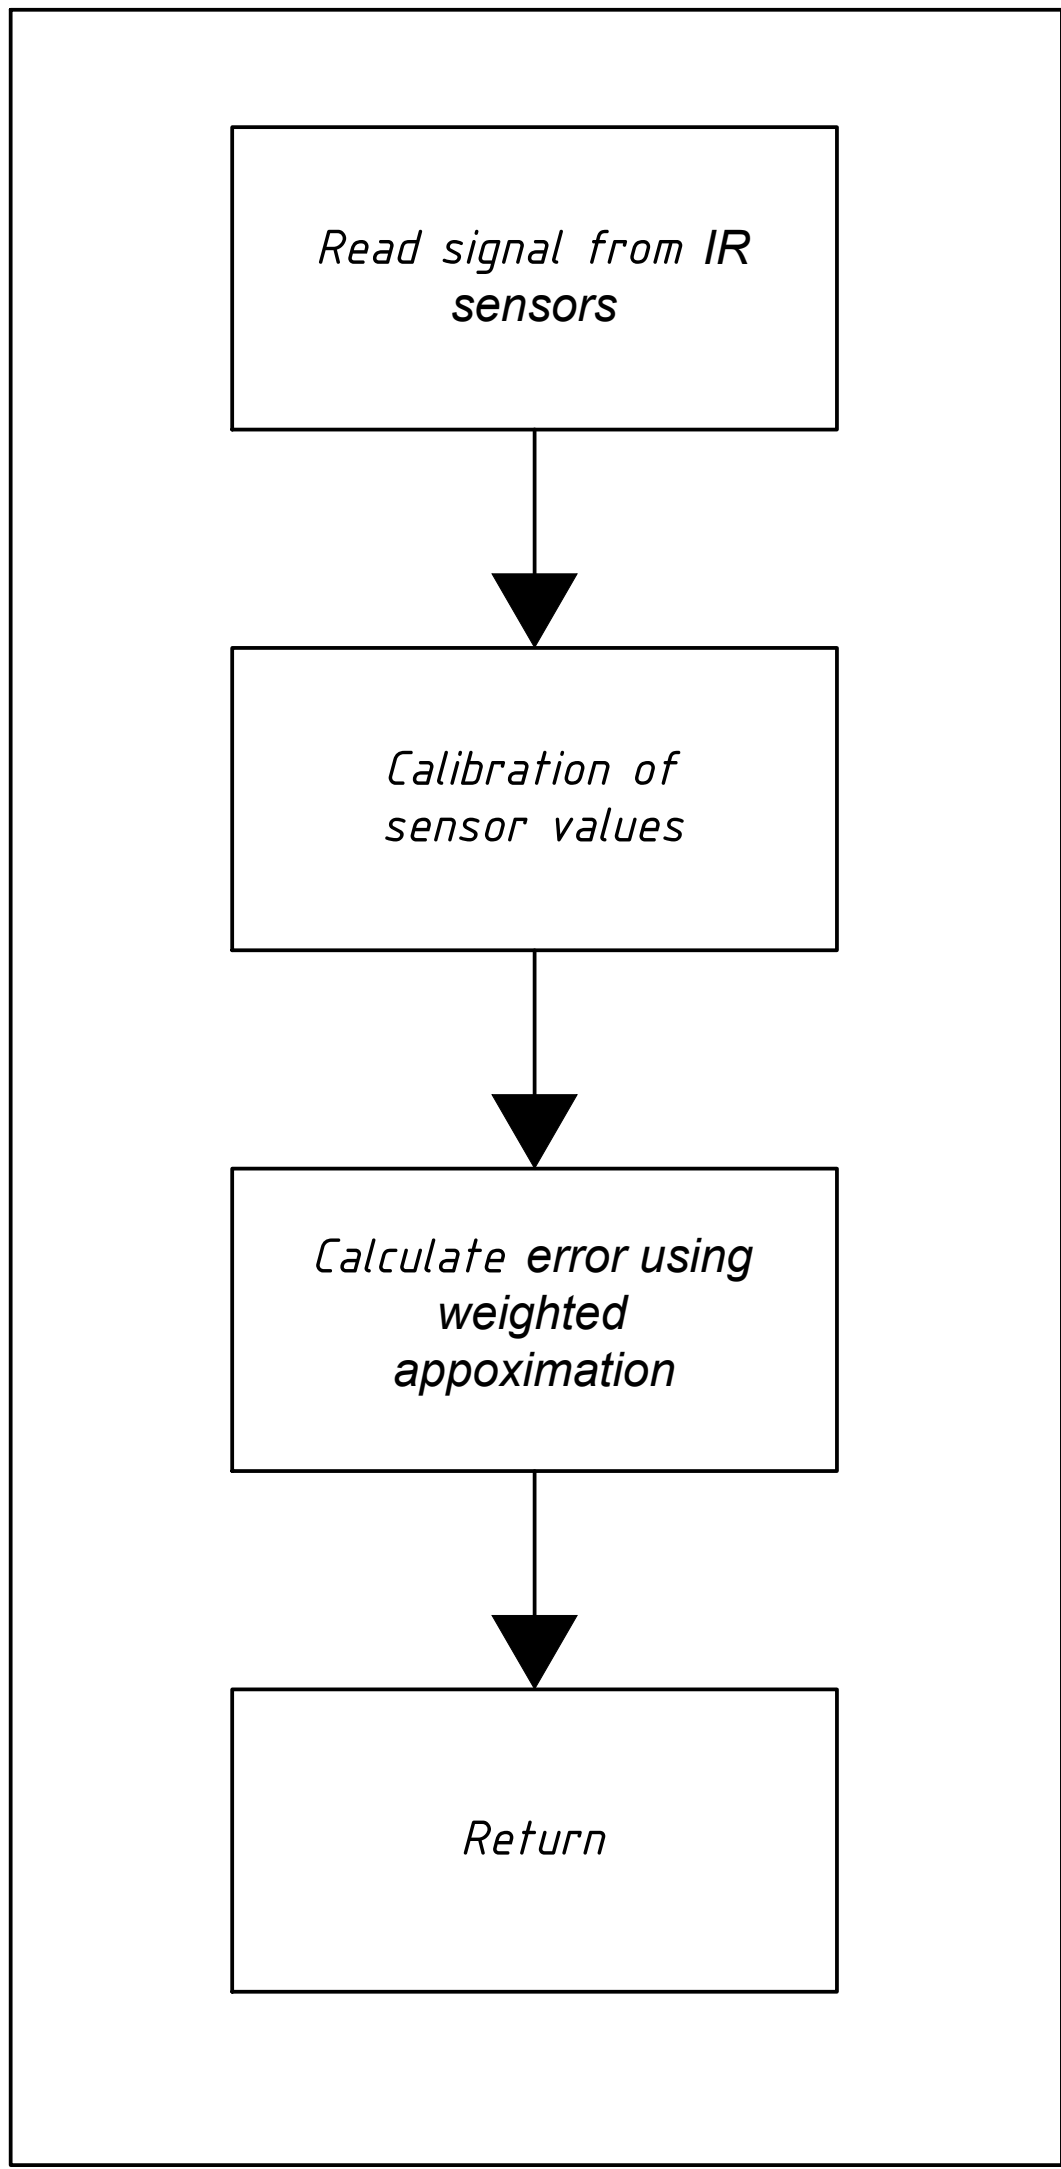 Read signal from IR
sensors
Calibration of
sensor values
Calculate error using
weighted
appoximation
Return